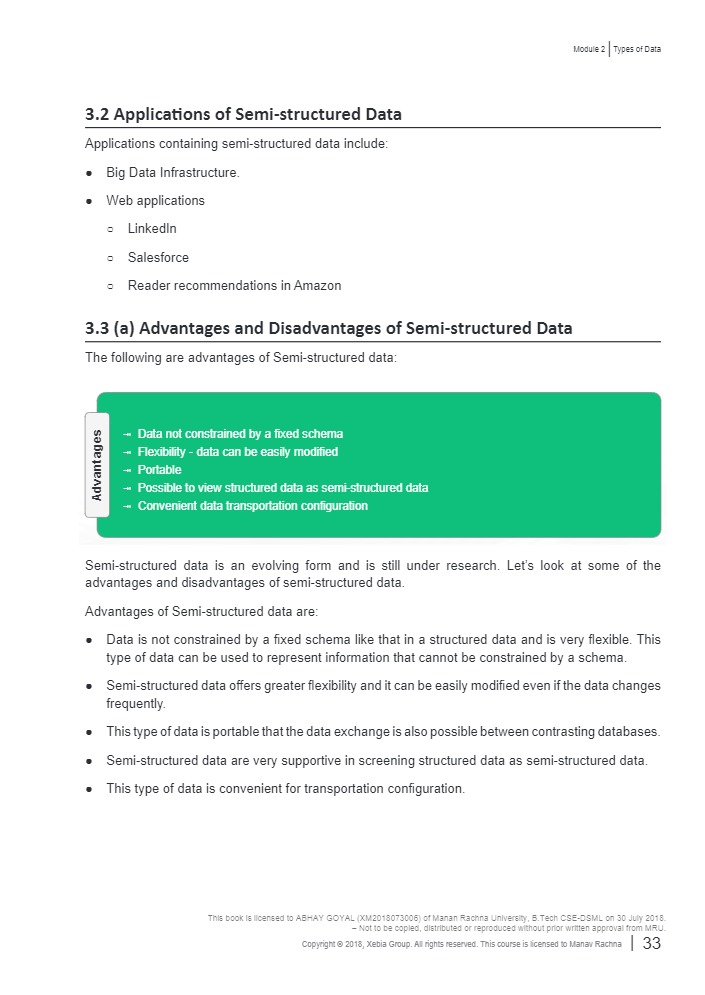 Module 2 | Types of Data
3.2 Applications of Semi-structured Data
Applications containing semi-structured data include:
● Big Data Infrastructure.
● Web applications
○ LinkedIn
○ Salesforce
○ Reader recommendations in Amazon
3.3 (a) Advantages and Disadvantages of Semi-structured Data
The following are advantages of Semi-structured data:
Advantages
→ Data not constrained by a fixed schema
→ Flexibility - data can be easily modified
→ Portable
→ Possible to view structured data as semi-structured data
→ Convenient data transportation configuration
Semi-structured data is an evolving form and is still under research. Let's look at some of the
advantages and disadvantages of semi-structured data.
Advantages of Semi-structured data are:
● Data is not constrained by a fixed schema like that in a structured data and is very flexible. This
type of data can be used to represent information that cannot be constrained by a schema.
● Semi-structured data offers greater flexibility and it can be easily modified even if the data changes
frequently.
● This type of data is portable that the data exchange is also possible between contrasting databases.
● Semi-structured data are very supportive in screening structured data as semi-structured data.
● This type of data is convenient for transportation configuration.
This book is licensed to ABHAY GOYAL (XM2018073006) of Manan Rachna University, B.Tech CSE-DSML on 30 July 2018.
– Not to be copied, distributed or reproduced without prior written approval from MRU.
Copyright © 2018, Xebia Group. All rights reserved. This course is licensed to Manav Rachna | 33